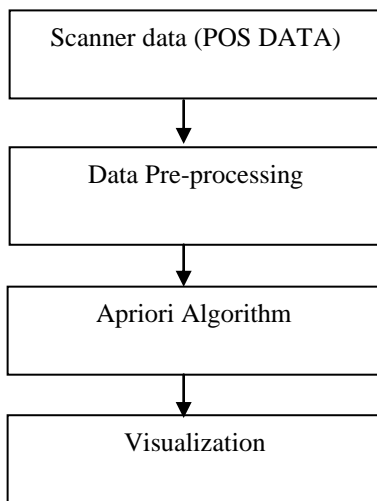 Scanner data (POS DATA)
Data Pre-processing
Apriori Algorithm
Visualization